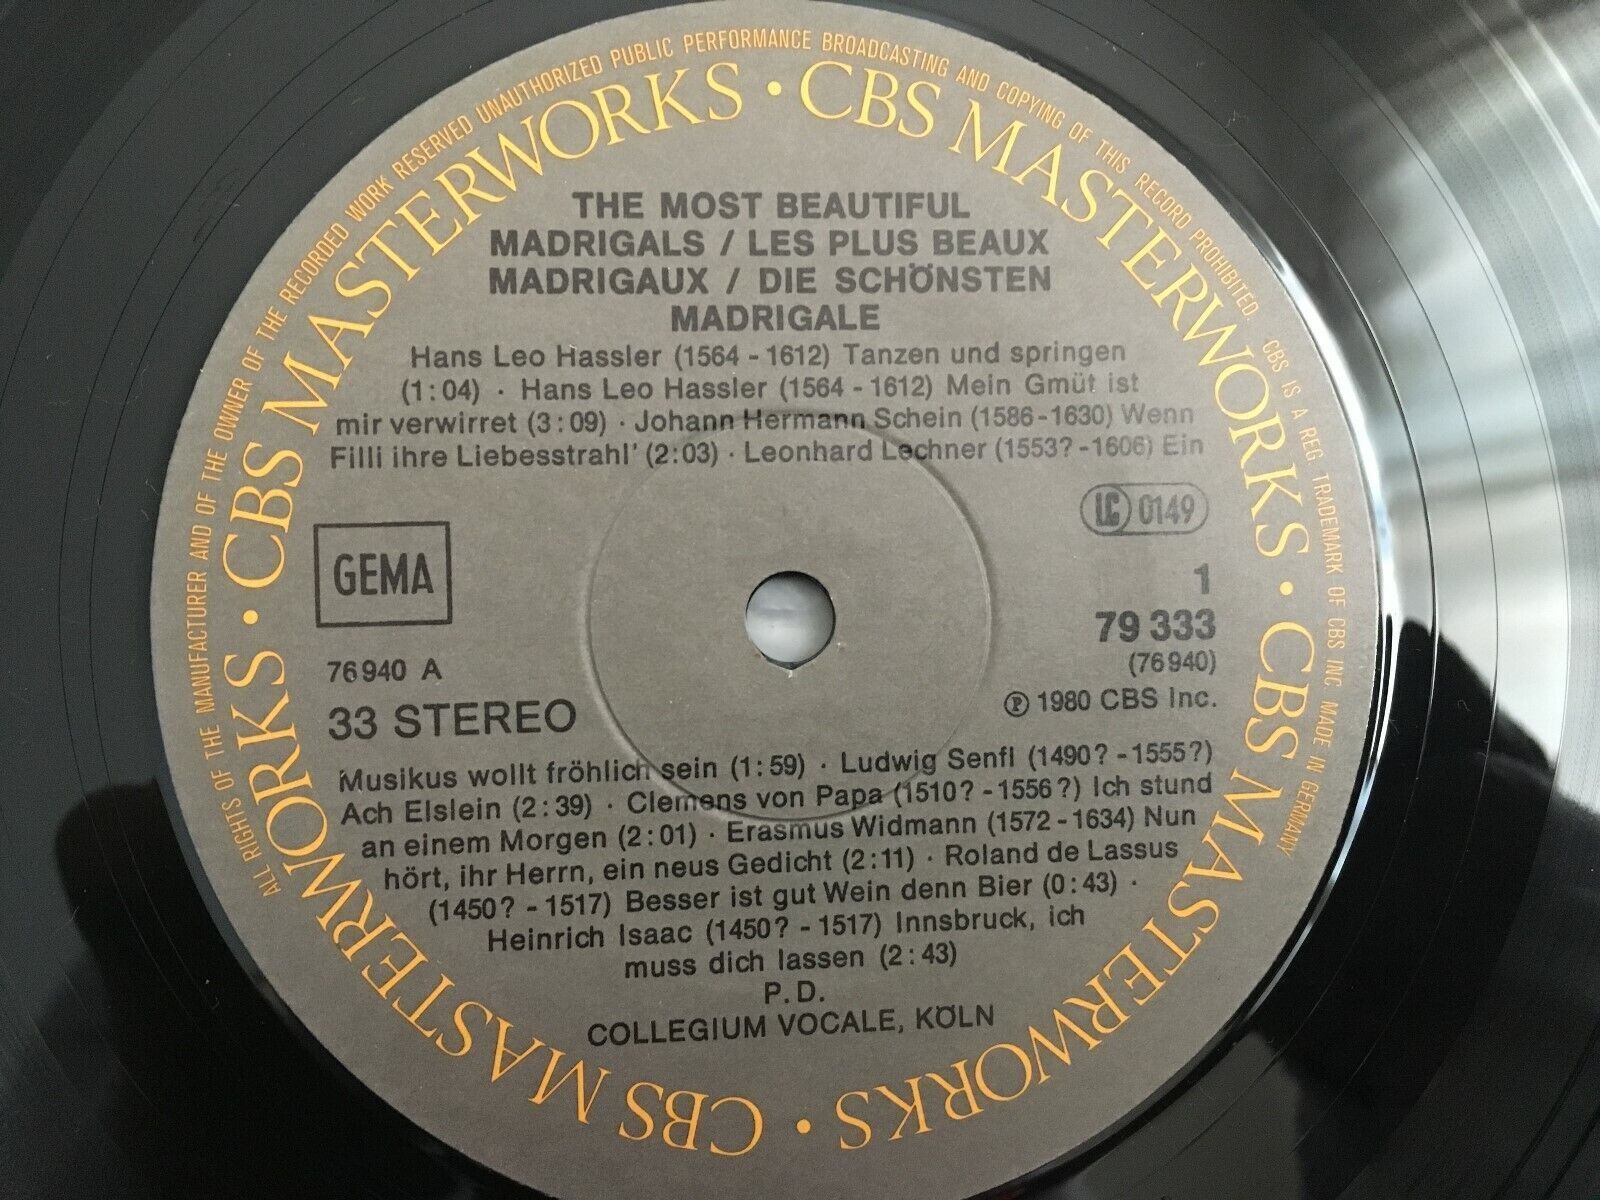 ALL RIGHTS OF THE MANUFACTURER AND OF THE OWNER OF THE RECORDED WORK RESERVED UNAUTHORIZED PUBLIC PERFORMANCE BROADCASTING AND COPYING OF THIS RECORD PROHIBITED. CBS IS A REG. TRADEMARK OF CBS INC. MADE IN GERMANY
CBS MASTERWORKS · CBS MASTERWORKS · CBS MASTERWORKS · CBS MASTERWORKS ·
THE MOST BEAUTIFUL
MADRIGALS / LES PLUS BEAUX
MADRIGAUX / DIE SCHÖNSTEN
MADRIGALE
Hans Leo Hassler (1564 - 1612) Tanzen und springen
(1:04) · Hans Leo Hassler (1564 - 1612) Mein Gmüt ist
mir verwirret (3:09) · Johann Hermann Schein (1586 - 1630) Wenn
Filli ihre Liebesstrahl' (2:03) · Leonhard Lechner (1553? - 1606) Ein
LC 0149
GEMA
1
79 333
(76 940)
76 940 A
℗ 1980 CBS Inc.
33 STEREO
Musikus wollt fröhlich sein (1:59) · Ludwig Senfl (1490? - 1555?)
Ach Elslein (2:39) · Clemens von Papa (1510? - 1556?) Ich stund
an einem Morgen (2:01) · Erasmus Widmann (1572 - 1634) Nun
hört, ihr Herrn, ein neus Gedicht (2:11) · Roland de Lassus
(1450? - 1517) Besser ist gut Wein denn Bier (0:43) ·
Heinrich Isaac (1450? - 1517) Innsbruck, ich
muss dich lassen (2:43)
P. D.
COLLEGIUM VOCALE, KÖLN